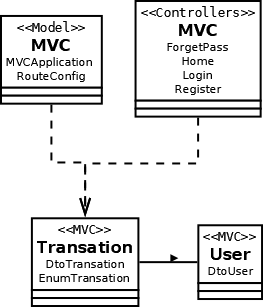 <<Model>>
MVC
MVCApplication
RouteConfig
<<Controllers>>
MVC
ForgetPass
Home
Login
Register
<<MVC>>
Transation
DtoTransation
EnumTransation
<<MVC>>
User
DtoUser